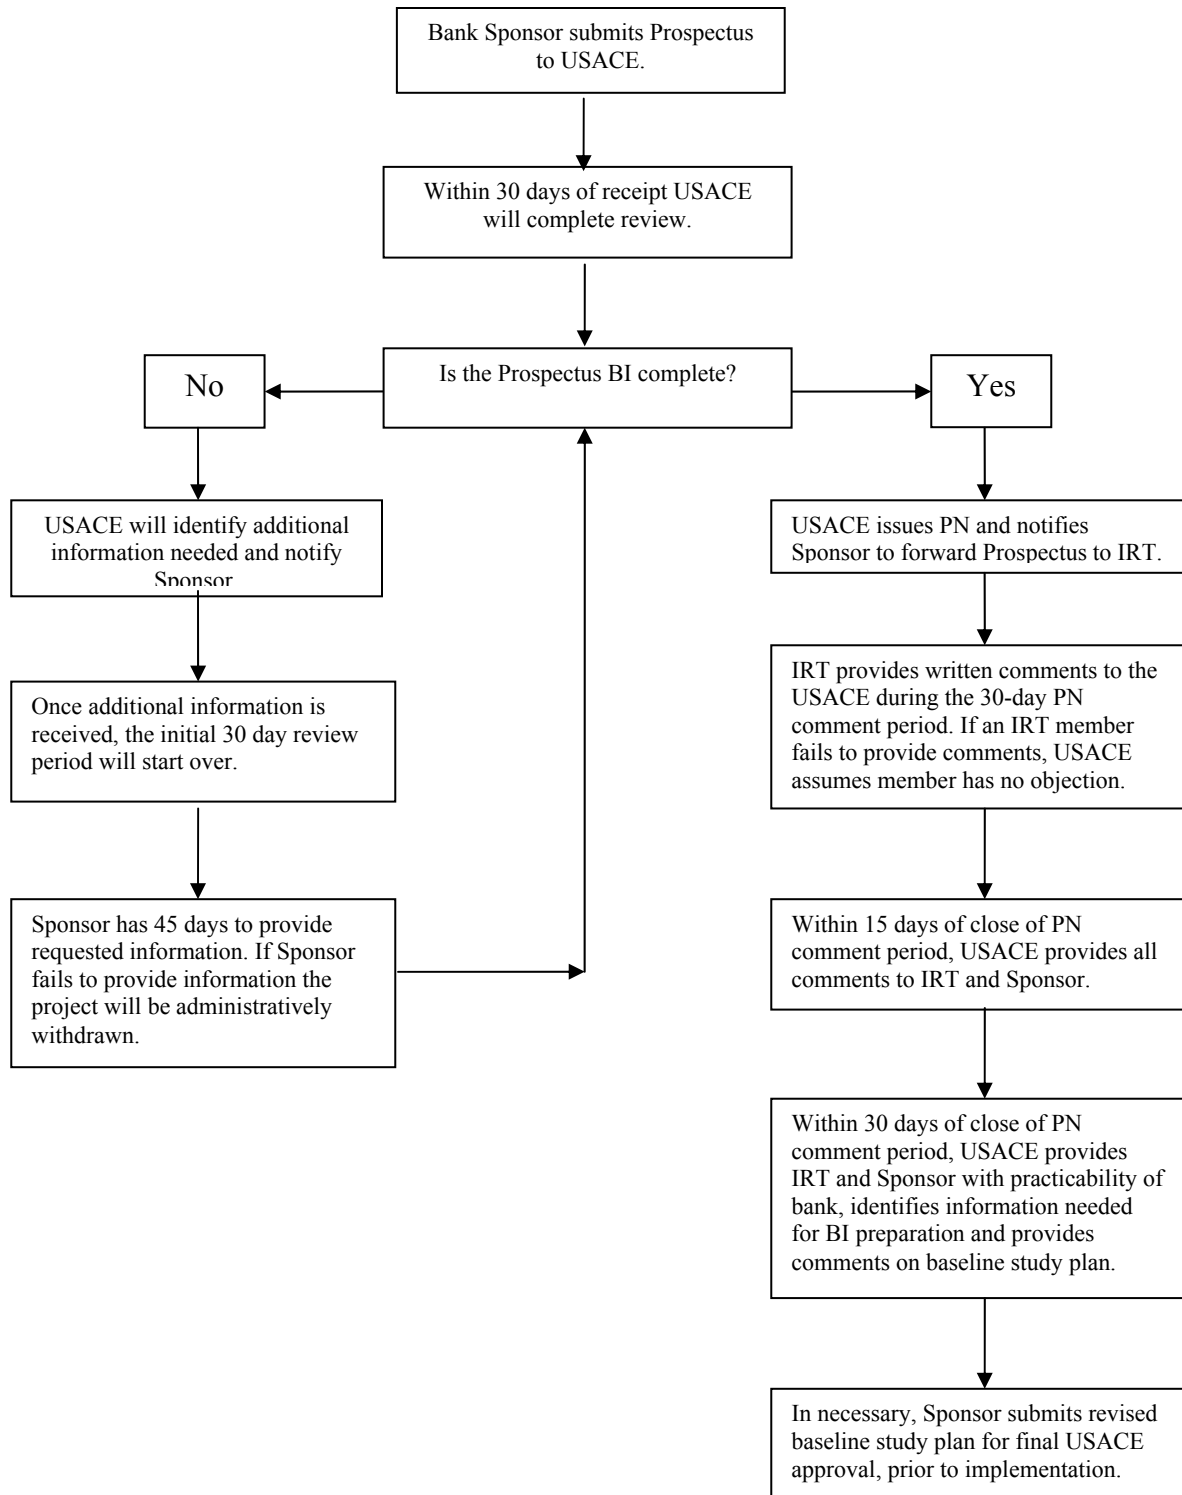 Bank Sponsor submits Prospectus
to USACE.
Within 30 days of receipt USACE
will complete review.
Is the Prospectus BI complete?
No
Yes
USACE will identify additional
information needed and notify
Sponsor
Once additional information is
received, the initial 30 day review
period will start over.
Sponsor has 45 days to provide
requested information. If Sponsor
fails to provide information the
project will be administratively
withdrawn.
USACE issues PN and notifies
Sponsor to forward Prospectus to IRT.
IRT provides written comments to the
USACE during the 30-day PN
comment period. If an IRT member
fails to provide comments, USACE
assumes member has no objection.
Within 15 days of close of PN
comment period, USACE provides all
comments to IRT and Sponsor.
Within 30 days of close of PN
comment period, USACE provides
IRT and Sponsor with practicability of
bank, identifies information needed
for BI preparation and provides
comments on baseline study plan.
In necessary, Sponsor submits revised
baseline study plan for final USACE
approval, prior to implementation.